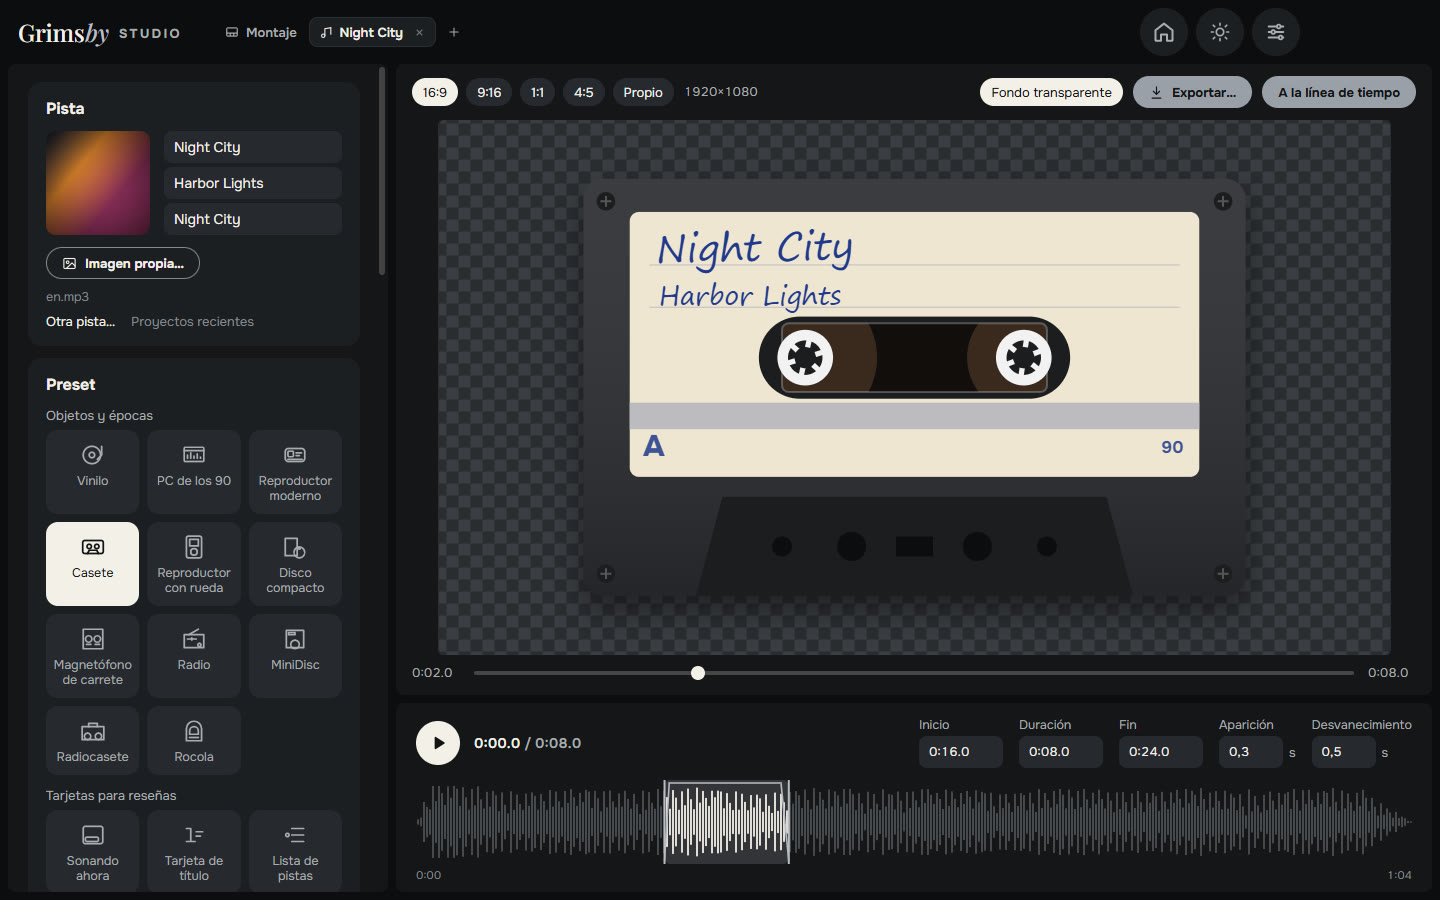 Grimsby STUDIO
Montaje
Night City
16:9
9:16
1:1
4:5
Propio
1920×1080
Fondo transparente
Exportar...
A la línea de tiempo
Pista
Night City
Harbor Lights
Night City
Imagen propia...
en.mp3
Otra pista...
Proyectos recientes
Preset
Objetos y épocas
Vinilo
PC de los 90
Reproductor
moderno
Casete
Reproductor
con rueda
Disco
compacto
Magnetófono
de carrete
Radio
MiniDisc
Radiocasete
Rocola
Tarjetas para reseñas
Sonando
ahora
Tarjeta de
título
Lista de
pistas
Night City
Harbor Lights
A
90
0:02.0
0:08.0
0:00.0 / 0:08.0
Inicio
Duración
Fin
Aparición
Desvanecimiento
0:16.0
0:08.0
0:24.0
0,3 s
0,5 s
0:00
1:04